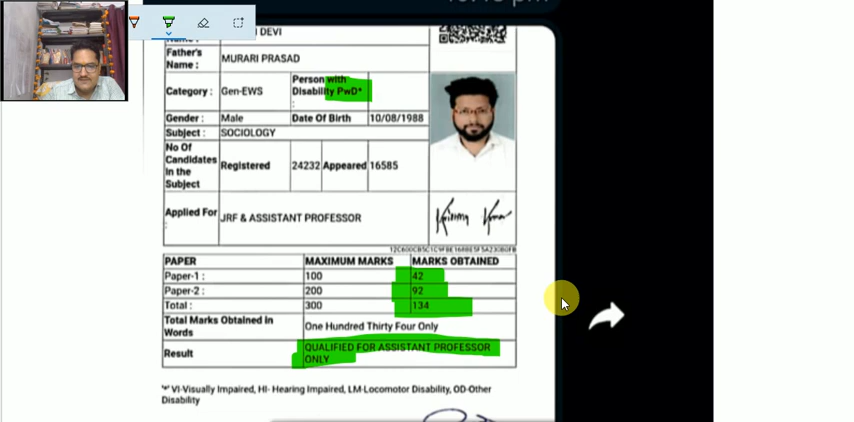 DEVI
Father's Name : MURARI PRASAD
Category : Gen-EWS Person with Disability PwD* :
Gender : Male Date Of Birth 10/08/1988
Subject : SOCIOLOGY
No Of Candidates In the Subject Registered 24232 Appeared 16585
Applied For : JRF & ASSISTANT PROFESSOR
PAPER MAXIMUM MARKS MARKS OBTAINED
Paper-1 : 100 42
Paper-2 : 200 92
Total : 300 134
Total Marks Obtained In Words One Hundred Thirty Four Only
Result QUALIFIED FOR ASSISTANT PROFESSOR ONLY
'*' VI-Visually Impaired, HI- Hearing Impaired, LM-Locomotor Disability, OD-Other
Disability